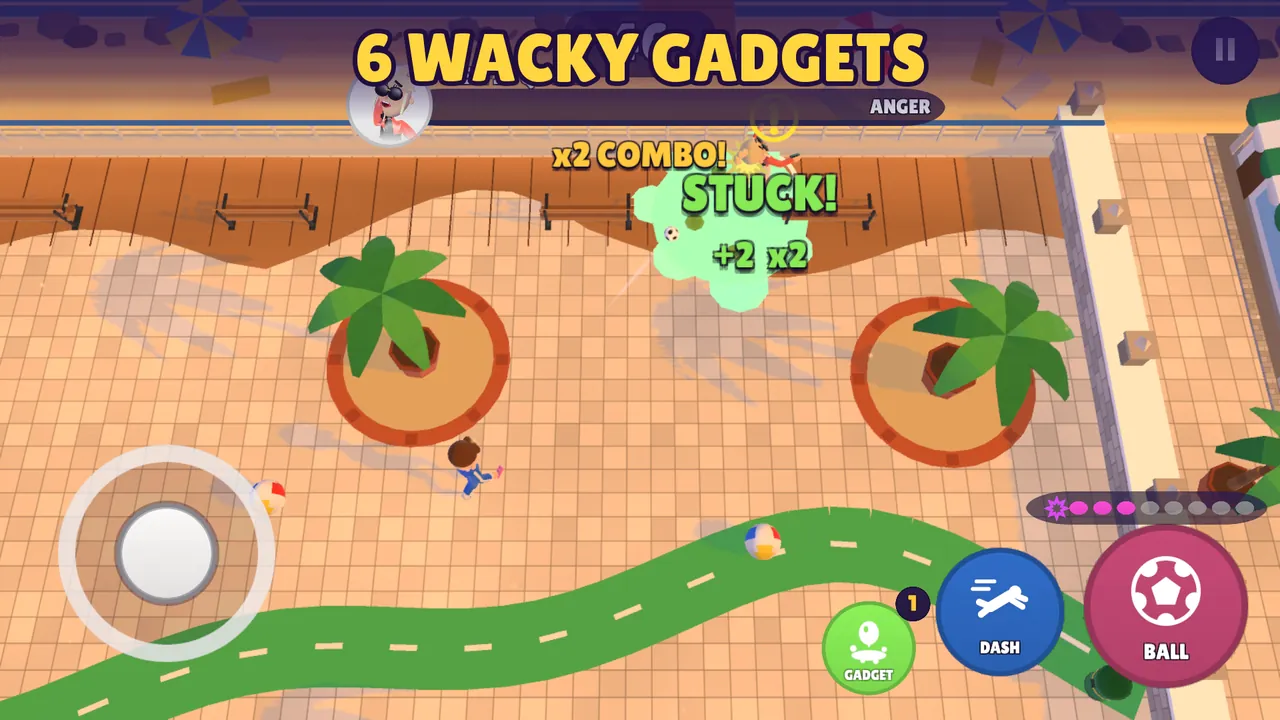 6 WACKY GADGETS
ANGER
x2 COMBO!
STUCK!
+2 x2
1
GADGET
DASH
BALL